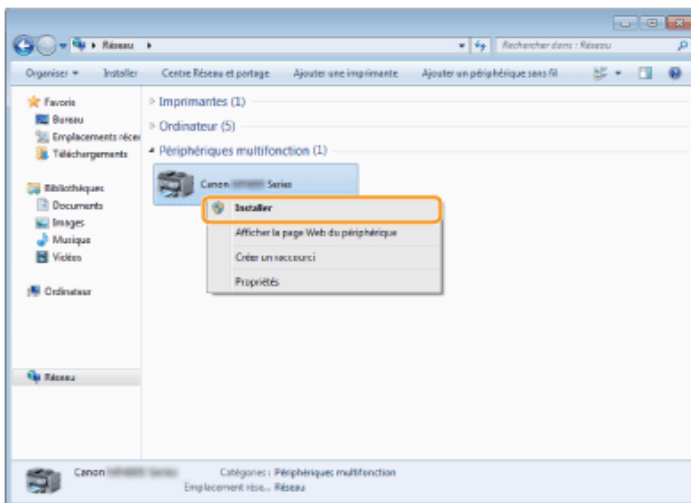 Réseau
Rechercher dans : Réseau
Organiser Installer Centre Réseau et partage Ajouter une imprimante Ajouter un périphérique sans fil
Favoris
Bureau
Emplacements récen
Téléchargements
Bibliothèques
Documents
Images
Musique
Vidéos
Ordinateur
Réseau
Imprimantes (1)
Ordinateur (5)
Périphériques multifonction (1)
Canon Series
Installer
Afficher la page Web du périphérique
Créer un raccourci
Propriétés
Canon Catégories : Périphériques multifonction
Emplacement rése... Réseau